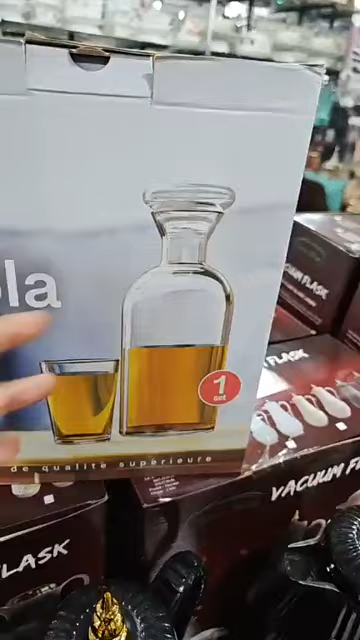 ola
1
set
de qualité supérieure
VACUUM FLASK
FLASK
FLASK
VACUUM F